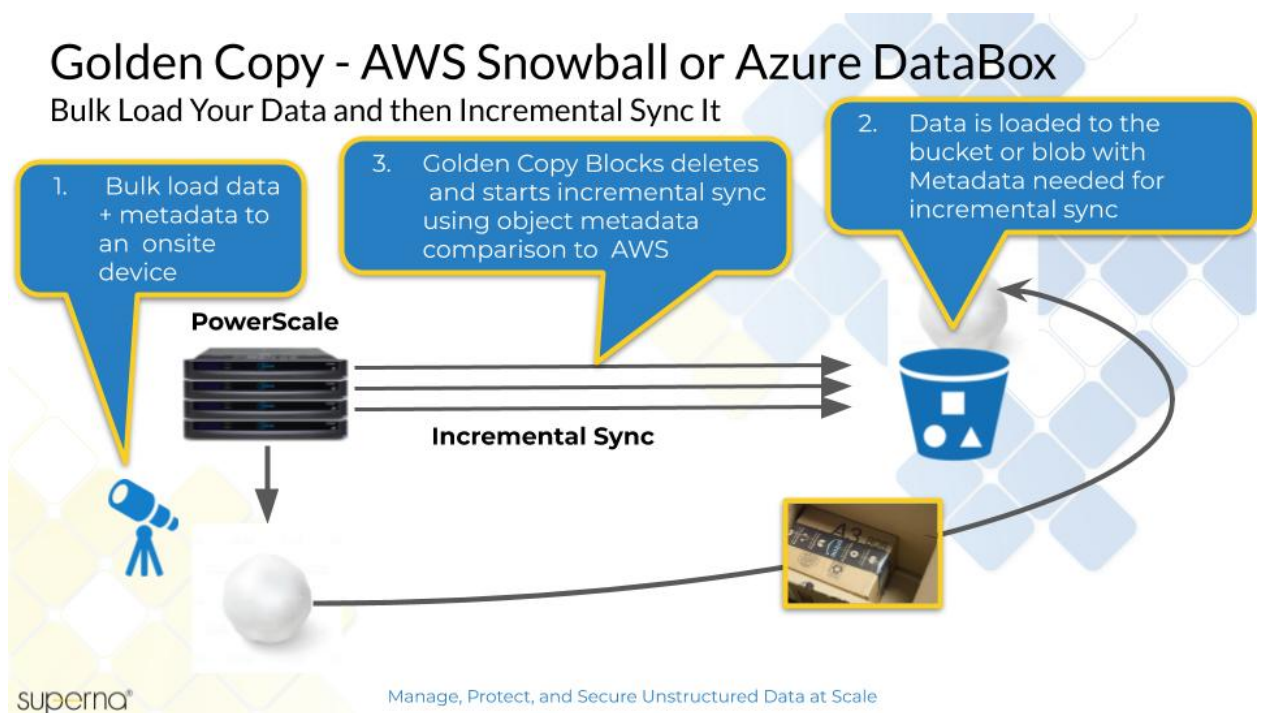 Golden Copy - AWS Snowball or Azure DataBox
Bulk Load Your Data and then Incremental Sync It
1. Bulk load data
+ metadata to
an onsite
device
3. Golden Copy Blocks deletes
and starts incremental sync
using object metadata
comparison to AWS
2. Data is loaded to the
bucket or blob with
Metadata needed for
incremental sync
PowerScale
Incremental Sync
A3
superna®
Manage, Protect, and Secure Unstructured Data at Scale